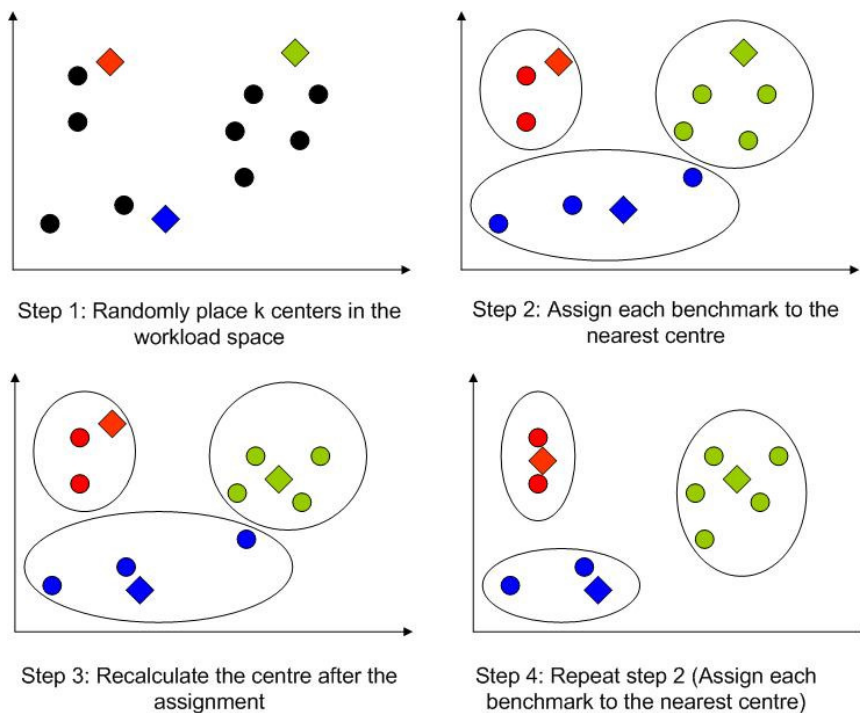 Step 1: Randomly place k centers in the
workload space
Step 2: Assign each benchmark to the
nearest centre
Step 3: Recalculate the centre after the
assignment
Step 4: Repeat step 2 (Assign each
benchmark to the nearest centre)